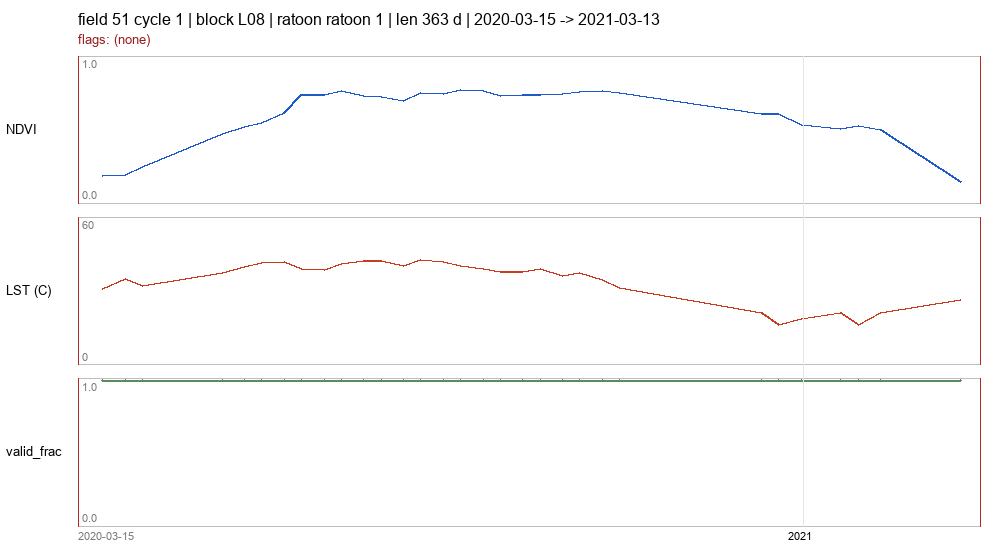 field 51 cycle 1 | block L08 | ratoon ratoon 1 | len 363 d | 2020-03-15 -> 2021-03-13
flags: (none)
1.0
NDVI
0.0
60
LST (C)
0
1.0
valid_frac
0.0
2020-03-15
2021